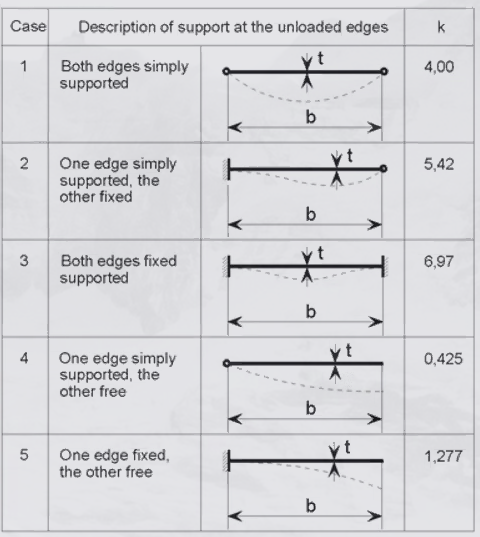 Case Description of support at the unloaded edges k
1 Both edges simply supported t b 4,00
2 One edge simply supported, the other fixed t b 5,42
3 Both edges fixed supported t b 6,97
4 One edge simply supported, the other free t b 0,425
5 One edge fixed, the other free t b 1,277